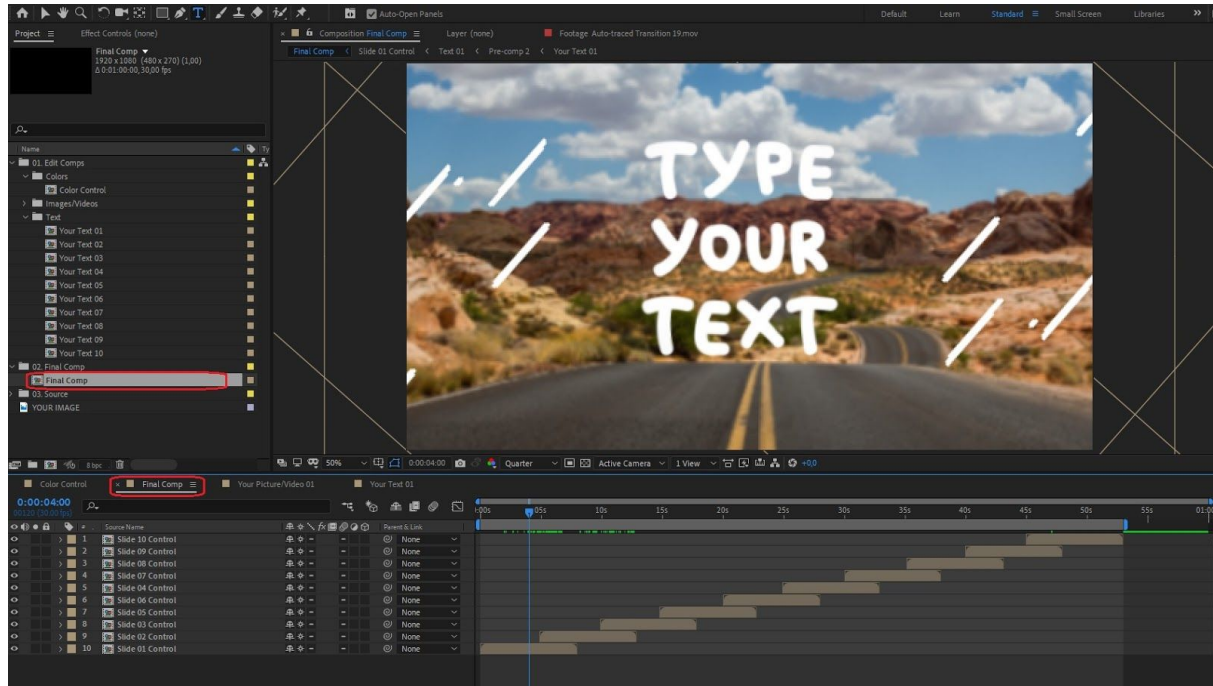 Auto-Open Panels
Default Learn Standard Small Screen Libraries »
Project Effect Controls (none)
Final Comp
1920 x 1080 (480 x 270) (1,00)
Δ 0:01:00:00, 30,00 fps
Composition Final Comp Layer (none) Footage Auto-traced Transition 19.mov
Final Comp Slide 01 Control Text 01 Pre-comp 2 Your Text 01
Name Ty
01. Edit Comps
Colors
Color Control
Images/Videos
Text
Your Text 01
Your Text 02
Your Text 03
Your Text 04
Your Text 05
Your Text 06
Your Text 07
Your Text 08
Your Text 09
Your Text 10
02. Final Comp
Final Comp
03. Source
YOUR IMAGE
TYPE
YOUR
TEXT
8 bpc
50% 0:00:04:00 Quarter Active Camera 1 View +0,0
Color Control Final Comp Your Picture/Video 01 Your Text 01
0:00:04:00
00120 (30.00 fps)
05s 10s 15s 20s 25s 30s 35s 40s 45s 50s 55s 01:0
# Source Name Parent & Link
1 Slide 10 Control None
2 Slide 09 Control None
3 Slide 08 Control None
4 Slide 07 Control None
5 Slide 04 Control None
6 Slide 06 Control None
7 Slide 05 Control None
8 Slide 03 Control None
9 Slide 02 Control None
10 Slide 01 Control None